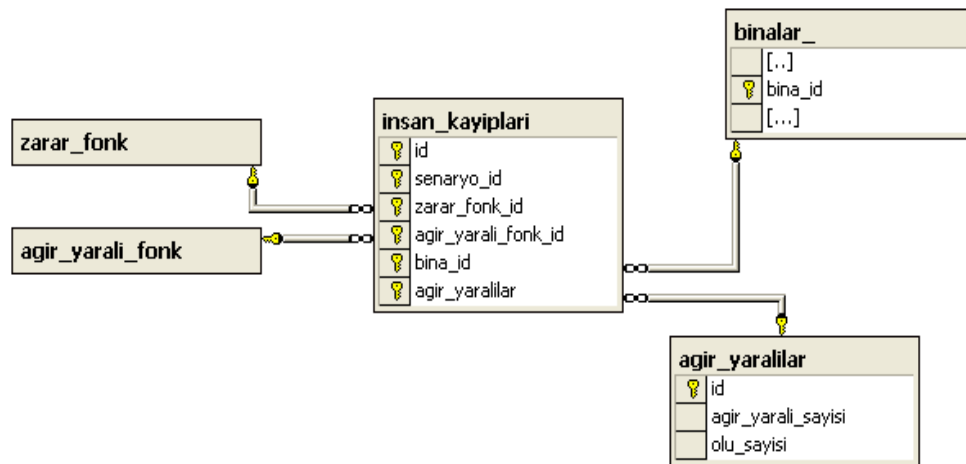 zarar_fonk
agir_yarali_fonk
insan_kayiplari
id
senaryo_id
zarar_fonk_id
agir_yarali_fonk_id
bina_id
agir_yaralilar
binalar_
[..]
bina_id
[...]
agir_yaralilar
id
agir_yarali_sayisi
olu_sayisi